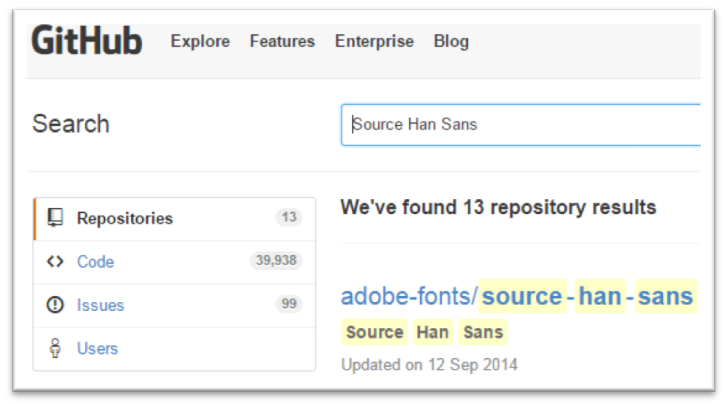 GitHub Explore Features Enterprise Blog
Search
Source Han Sans
Repositories 13
Code 39,938
Issues 99
Users
We've found 13 repository results
adobe-fonts/source-han-sans
Source Han Sans
Updated on 12 Sep 2014